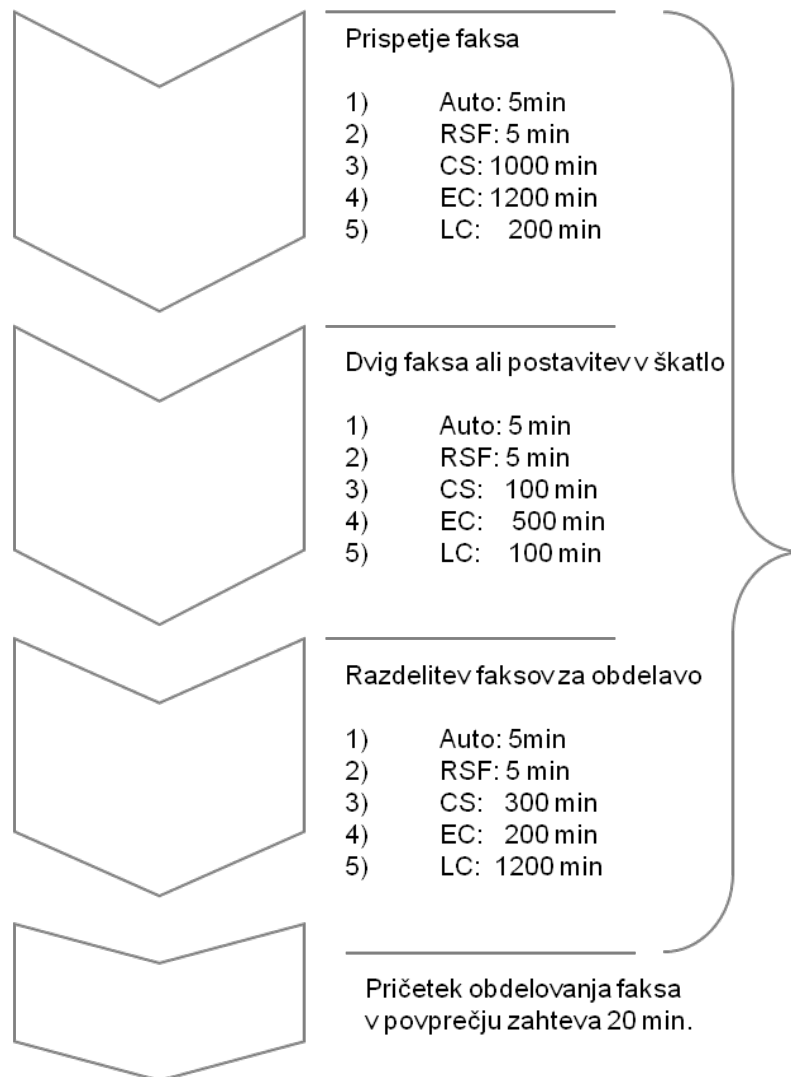 Prispetje faksa
1) Auto: 5min
2) RSF: 5 min
3) CS: 1000 min
4) EC: 1200 min
5) LC: 200 min
Dvig faksa ali postavitev v škatlo
1) Auto: 5 min
2) RSF: 5 min
3) CS: 100 min
4) EC: 500 min
5) LC: 100 min
Razdelitev faksov za obdelavo
1) Auto: 5min
2) RSF: 5 min
3) CS: 300 min
4) EC: 200 min
5) LC: 1200 min
Pričetek obdelovanja faksa
v povprečju zahteva 20 min.